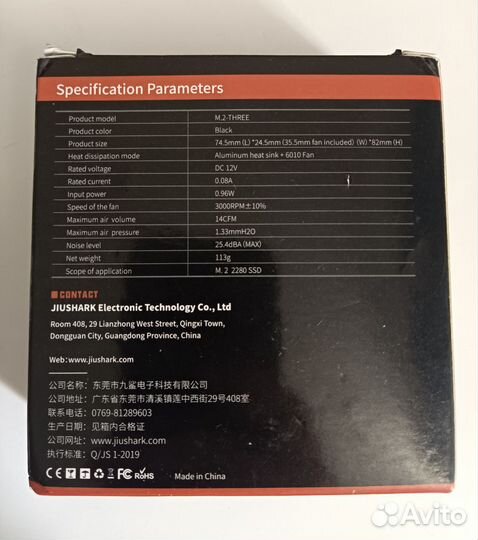 Specification Parameters
Product model M.2-THREE
Product color Black
Product size 74.5mm (L) *24.5mm (35.5mm fan included) (W) *82mm (H)
Heat dissipation mode Aluminum heat sink + 6010 Fan
Rated voltage DC 12V
Rated current 0.08A
Input power 0.96W
Speed of the fan 3000RPM±10%
Maximum air volume 14CFM
Maximum air pressure 1.33mmH2O
Noise level 25.4dBA (MAX)
Net weight 113g
Scope of application M. 2 2280 SSD
CONTACT
JIUSHARK Electronic Technology Co., Ltd
Room 408, 29 Lianzhong West Street, Qingxi Town,
Dongguan City, Guangdong Province, China
Web:www.jiushark.com
公司名称：东莞市九鲨电子科技有限公司
公司地址：广东省东莞市清溪镇莲中西街29号408室
联系电话：0769-81289603
生产日期：见箱内合格证
公司网址：www.jiushark.com
执行标准：Q/JS 1-2019
CE FC RoHS Made in China
Avito